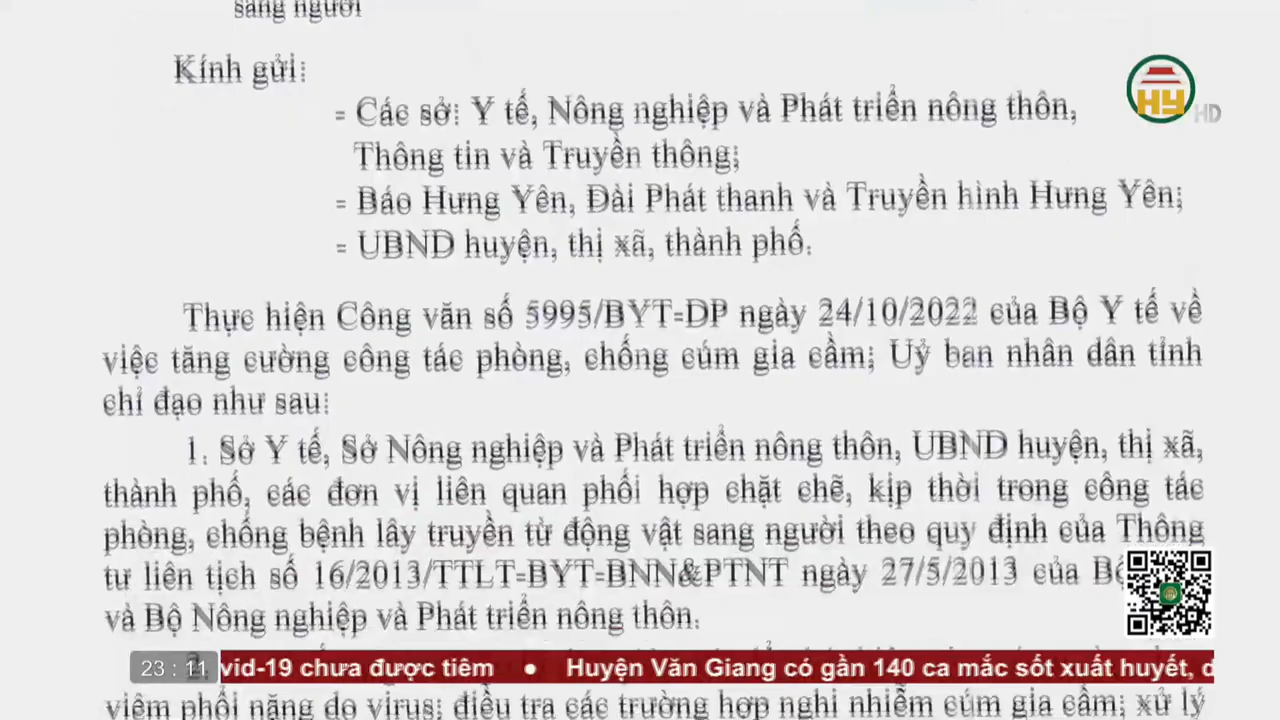 sang người
Kính gửi:
- Các sở: Y tế, Nông nghiệp và Phát triển nông thôn,
Thông tin và Truyền thông;
- Báo Hưng Yên, Đài Phát thanh và Truyền hình Hưng Yên;
- UBND huyện, thị xã, thành phố.
Thực hiện Công văn số 5995/BYT-DP ngày 24/10/2022 của Bộ Y tế về
việc tăng cường công tác phòng, chống cúm gia cầm; Uỷ ban nhân dân tỉnh
chỉ đạo như sau:
1. Sở Y tế, Sở Nông nghiệp và Phát triển nông thôn, UBND huyện, thị xã,
thành phố, các đơn vị liên quan phối hợp chặt chẽ, kịp thời trong công tác
phòng, chống bệnh lây truyền từ động vật sang người theo quy định của Thông
tư liên tịch số 16/2013/TTLT-BYT-BNN&PTNT ngày 27/5/2013 của Bộ
và Bộ Nông nghiệp và Phát triển nông thôn.
23 : 11 vid-19 chưa được tiêm • Huyện Văn Giang có gần 140 ca mắc sốt xuất huyết,
viêm phổi nặng do virus; điều tra các trường hợp nghi nhiễm cúm gia cầm; xử lý
HY HD